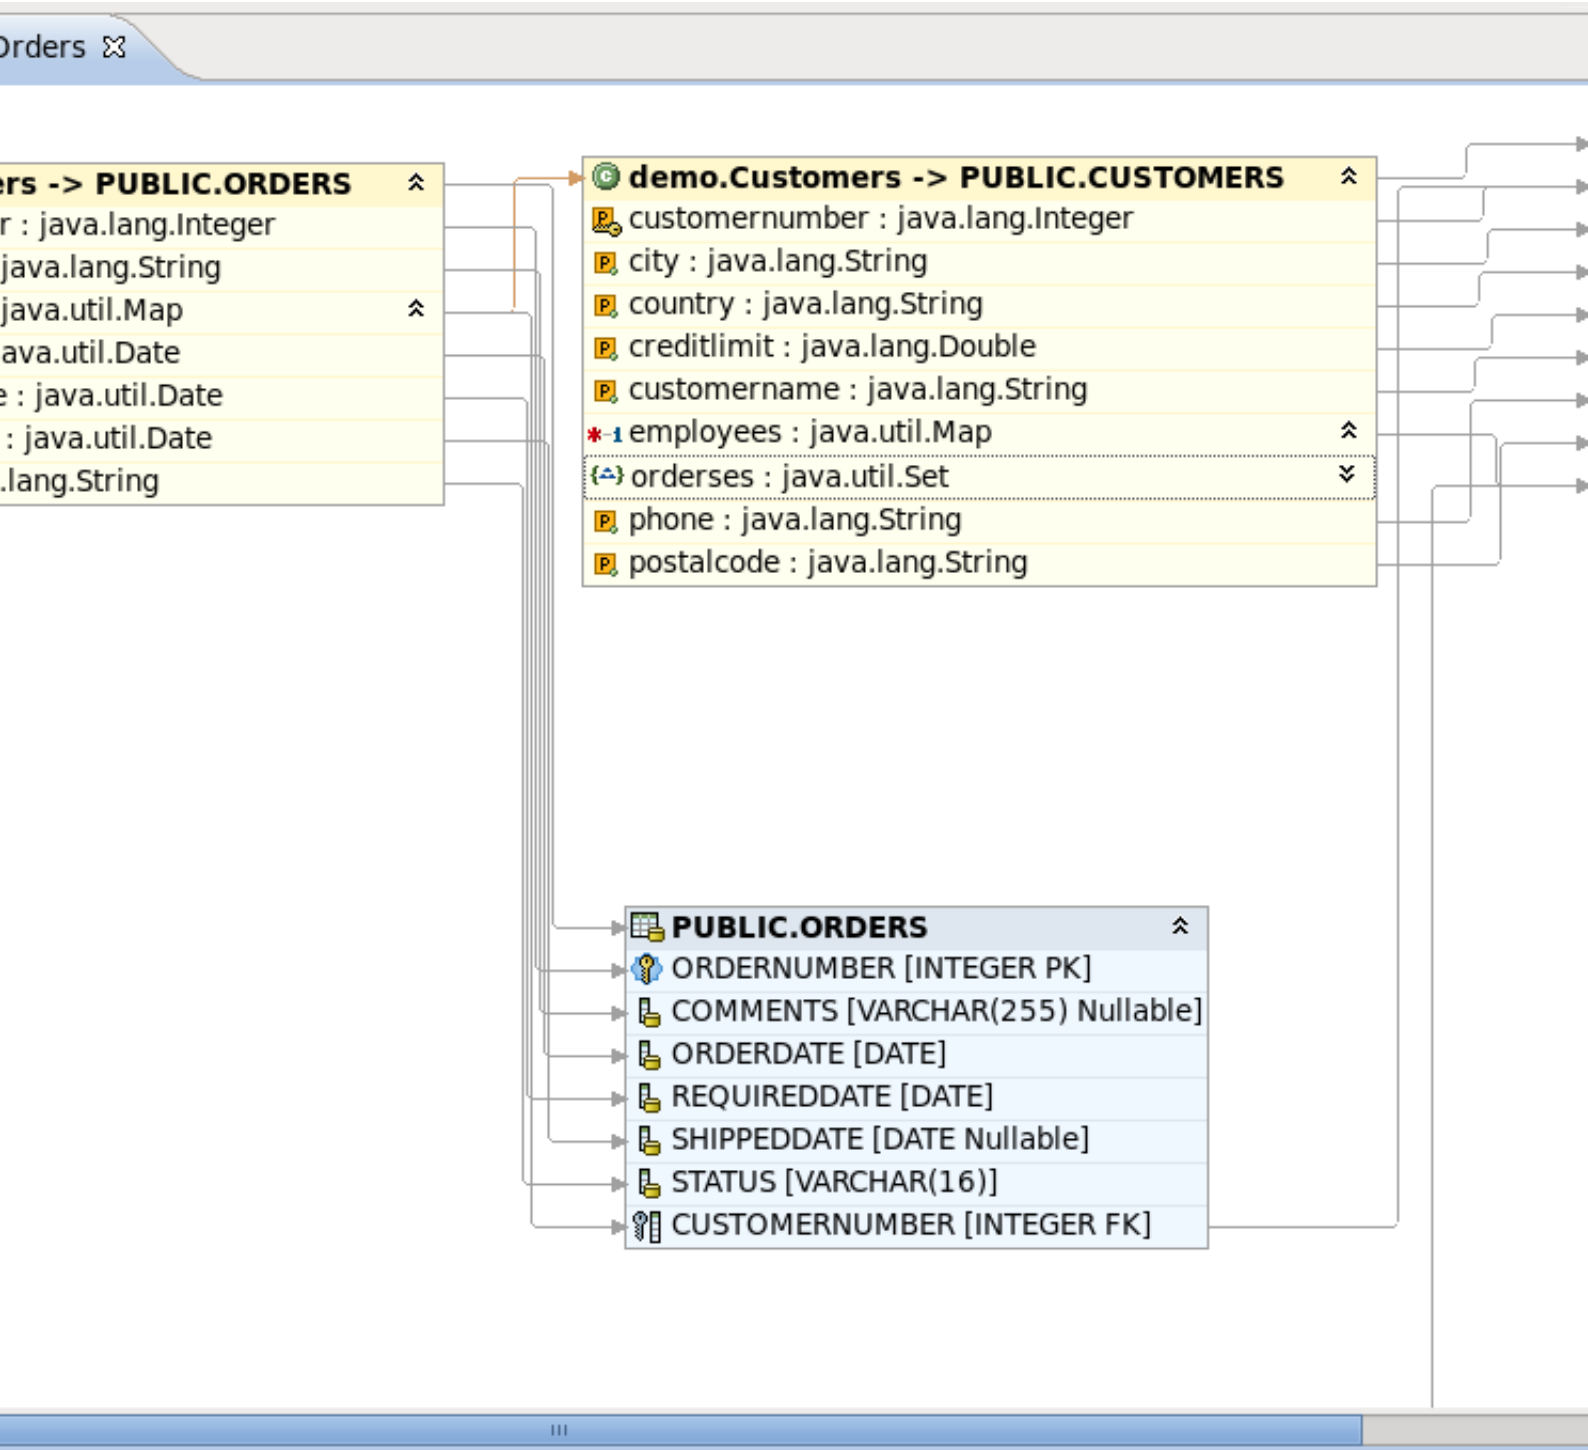 Orders
ers -> PUBLIC.ORDERS
r : java.lang.Integer
java.lang.String
java.util.Map
ava.util.Date
e : java.util.Date
: java.util.Date
.lang.String
demo.Customers -> PUBLIC.CUSTOMERS
customernumber : java.lang.Integer
city : java.lang.String
country : java.lang.String
creditlimit : java.lang.Double
customername : java.lang.String
employees : java.util.Map
orderses : java.util.Set
phone : java.lang.String
postalcode : java.lang.String
PUBLIC.ORDERS
ORDERNUMBER [INTEGER PK]
COMMENTS [VARCHAR(255) Nullable]
ORDERDATE [DATE]
REQUIREDDATE [DATE]
SHIPPEDDATE [DATE Nullable]
STATUS [VARCHAR(16)]
CUSTOMERNUMBER [INTEGER FK]